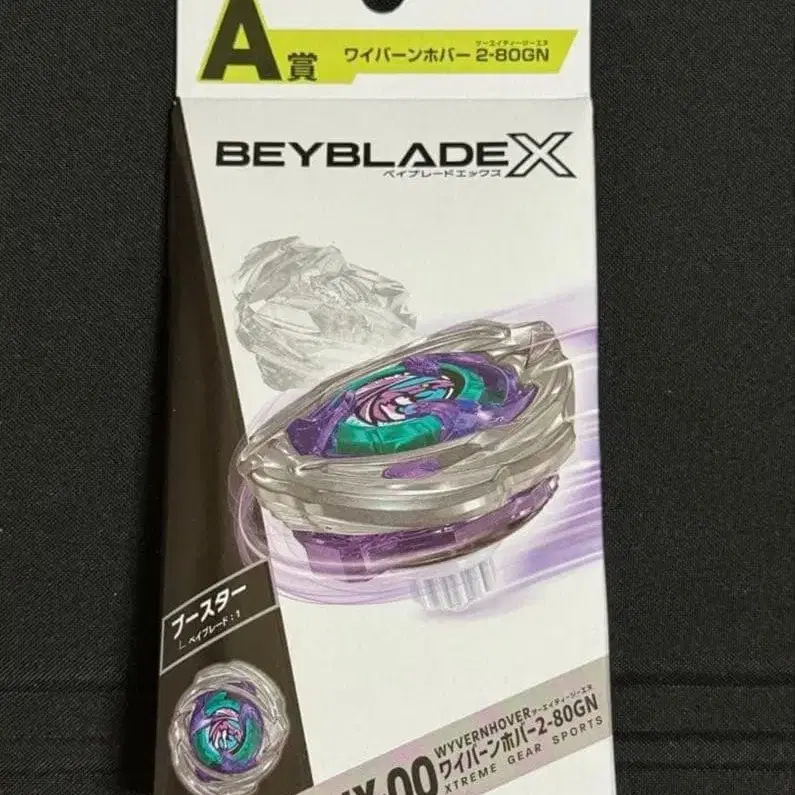 A賞
ツーエイティージーエヌ
ワイバーンホバー 2-80GN
BEYBLADE X
ベイブレードエックス
ブースター
ベイブレード:1
-00
WYVERNHOVER
ツーエイティージーエヌ
ワイバーンホバー2-80GN
XTREME GEAR SPORTS